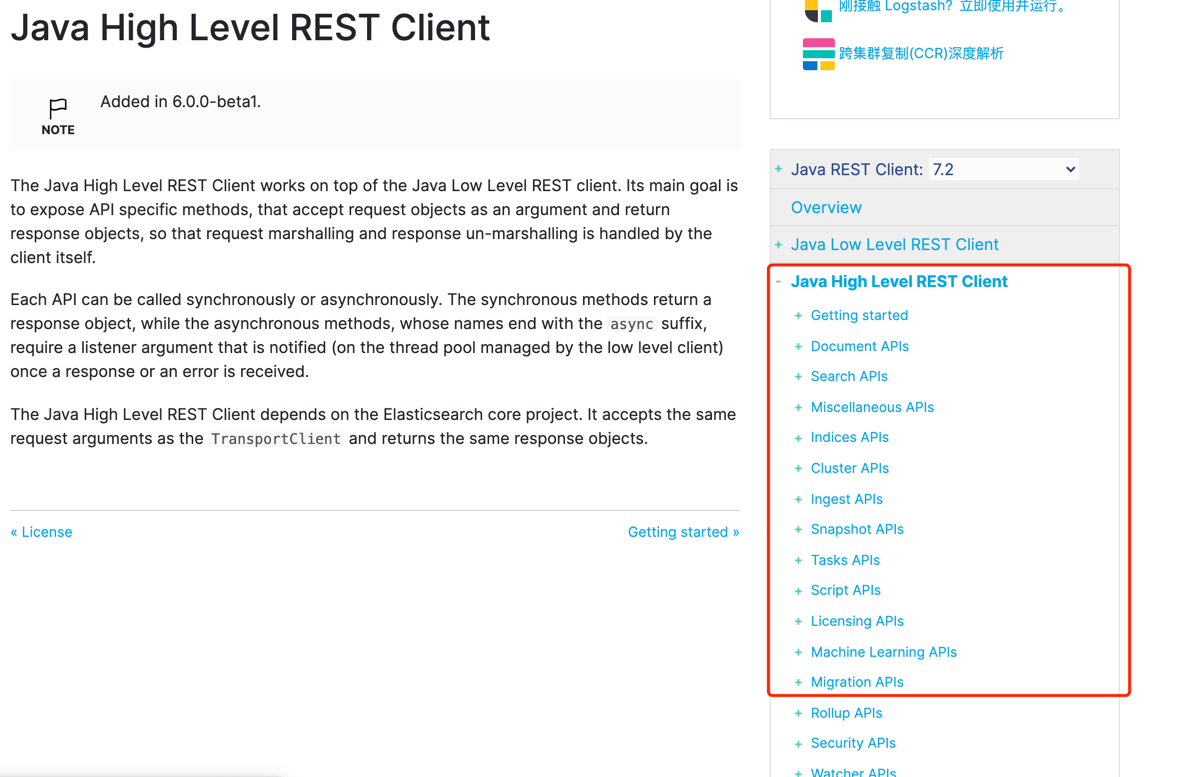 Java High Level REST Client
NOTE
Added in 6.0.0-beta1.
The Java High Level REST Client works on top of the Java Low Level REST client. Its main goal is
to expose API specific methods, that accept request objects as an argument and return
response objects, so that request marshalling and response un-marshalling is handled by the
client itself.
Each API can be called synchronously or asynchronously. The synchronous methods return a
response object, while the asynchronous methods, whose names end with the async suffix,
require a listener argument that is notified (on the thread pool managed by the low level client)
once a response or an error is received.
The Java High Level REST Client depends on the Elasticsearch core project. It accepts the same
request arguments as the TransportClient and returns the same response objects.
« License
Getting started »
刚接触 Logstash？立即使用并运行。
跨集群复制(CCR)深度解析
+ Java REST Client: 7.2
Overview
+ Java Low Level REST Client
- Java High Level REST Client
+ Getting started
+ Document APIs
+ Search APIs
+ Miscellaneous APIs
+ Indices APIs
+ Cluster APIs
+ Ingest APIs
+ Snapshot APIs
+ Tasks APIs
+ Script APIs
+ Licensing APIs
+ Machine Learning APIs
+ Migration APIs
+ Rollup APIs
+ Security APIs
+ Watcher APIs